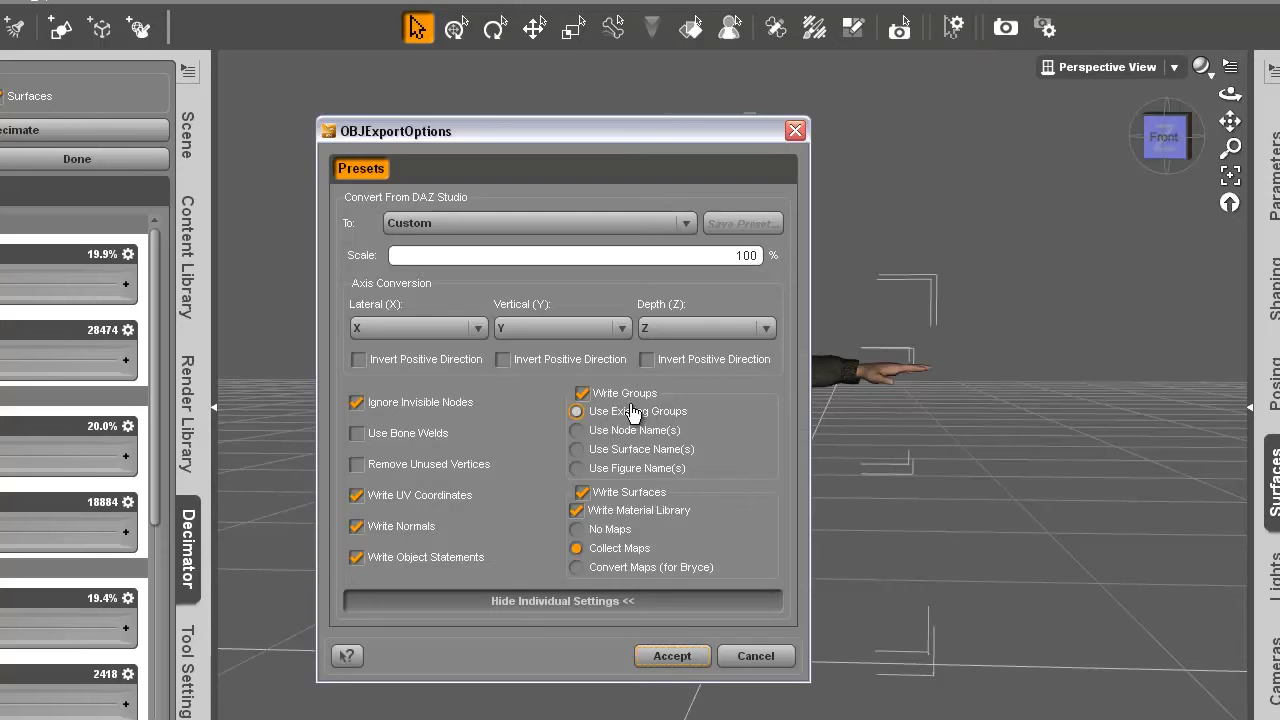 Surfaces
ecimate
Done
19.9%
28474
20.0%
18884
19.4%
2418
Scene
Content Library
Render Library
Decimator
Tool Setting
Perspective View
Front
OBJExportOptions
Presets
Convert From DAZ Studio
To: Custom Save Preset...
Scale: 100 %
Axis Conversion
Lateral (X): Vertical (Y): Depth (Z):
X Y Z
Invert Positive Direction Invert Positive Direction Invert Positive Direction
Ignore Invisible Nodes
Use Bone Welds
Remove Unused Vertices
Write UV Coordinates
Write Normals
Write Object Statements
Write Groups
Use Existing Groups
Use Node Name(s)
Use Surface Name(s)
Use Figure Name(s)
Write Surfaces
Write Material Library
No Maps
Collect Maps
Convert Maps (for Bryce)
Hide Individual Settings <<
Accept Cancel
Parameters
Shaping
Posing
Surfaces
Lights
Cameras